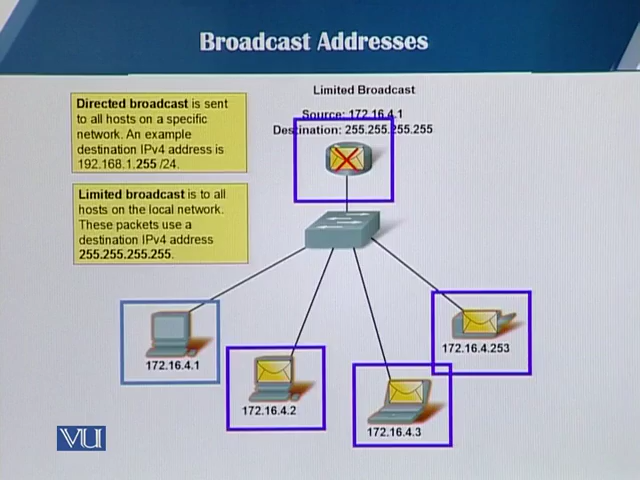 Broadcast Addresses
Limited Broadcast
Source: 172.16.4.1
Destination: 255.255.255.255
Directed broadcast is sent
to all hosts on a specific
network. An example
destination IPv4 address is
192.168.1.255 /24.
Limited broadcast is to all
hosts on the local network.
These packets use a
destination IPv4 address
255.255.255.255.
172.16.4.1
172.16.4.2
172.16.4.3
172.16.4.253
VU